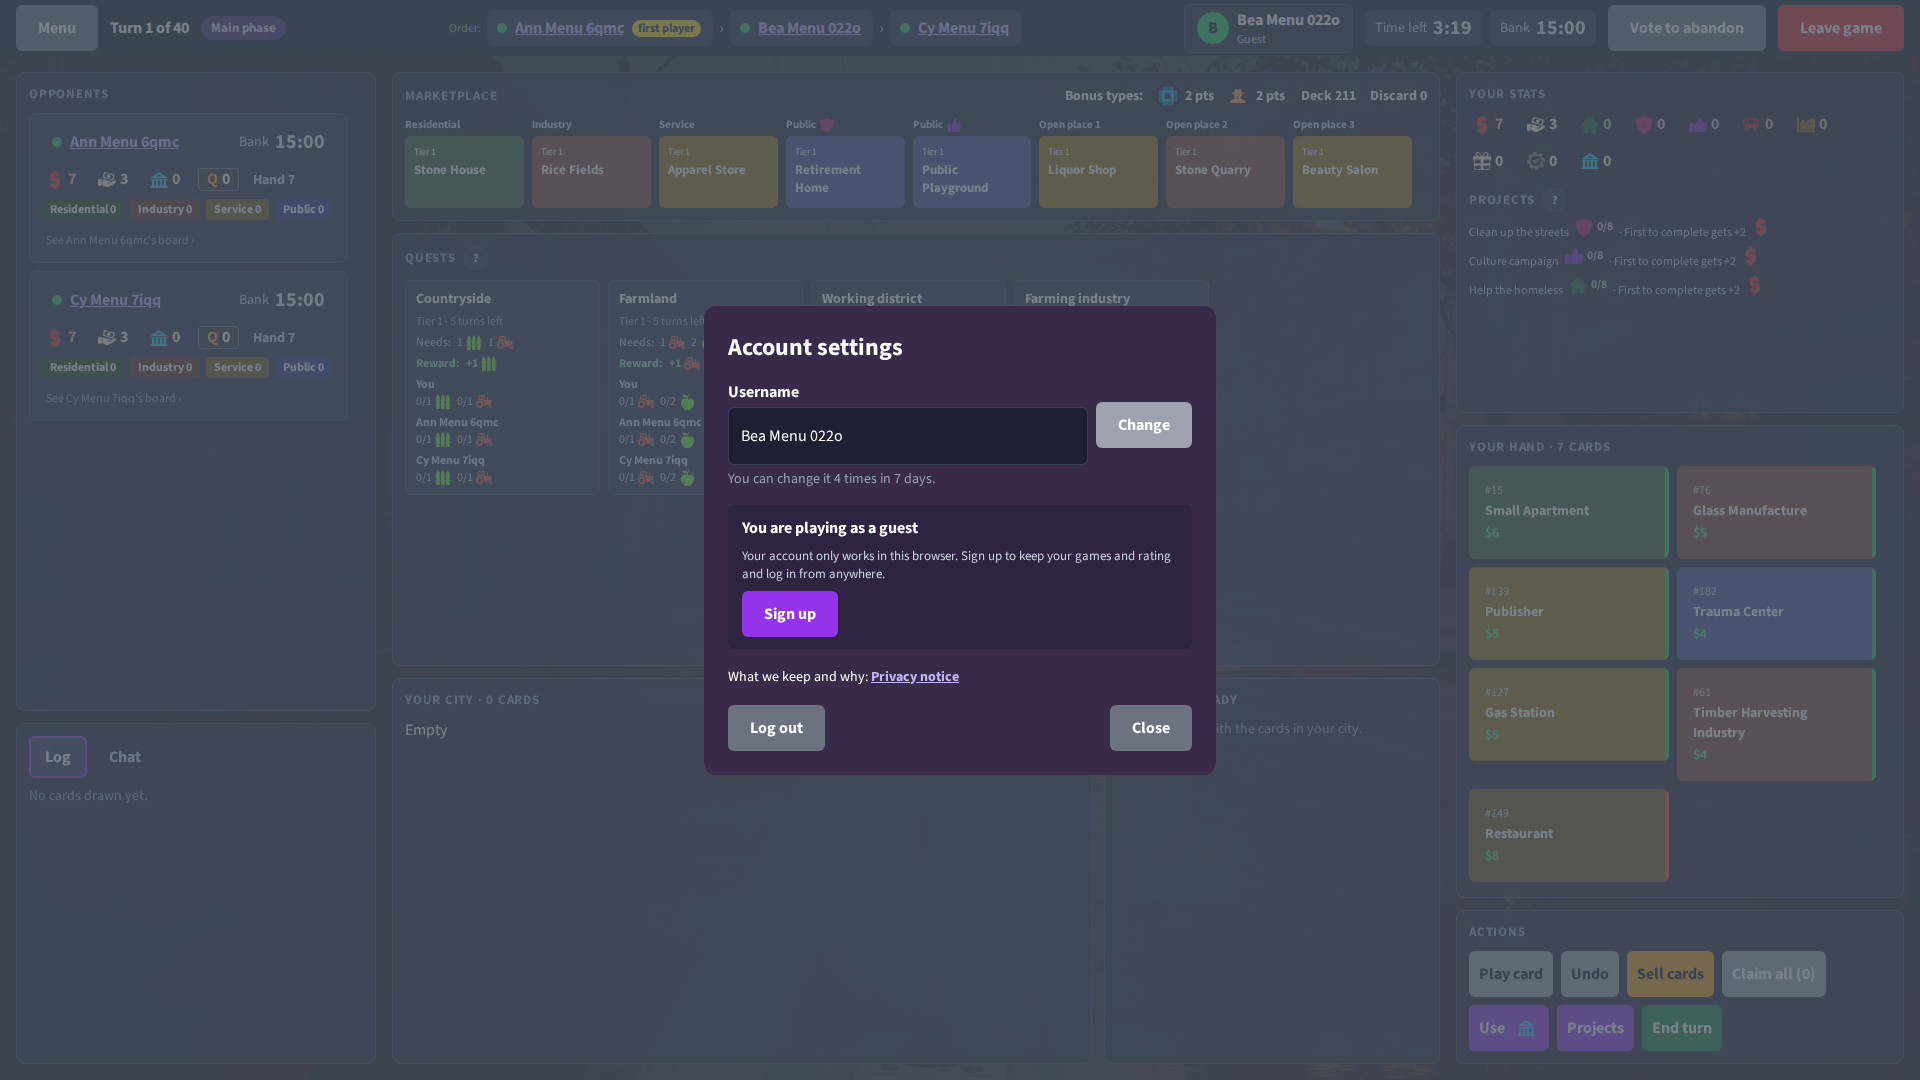 Menu
Turn 1 of 40
Main phase
Order:
Ann Menu 6qmc first player › Bea Menu 022o › Cy Menu 7iqq
B
Bea Menu 022o
Guest
Time left 3:19
Bank 15:00
Vote to abandon
Leave game
OPPONENTS
Ann Menu 6qmc
Bank 15:00
7 3 0 Q 0 Hand 7
Residential 0 Industry 0 Service 0 Public 0
See Ann Menu 6qmc's board ›
Cy Menu 7iqq
Bank 15:00
7 3 0 Q 0 Hand 7
Residential 0 Industry 0 Service 0 Public 0
See Cy Menu 7iqq's board ›
Log
Chat
No cards drawn yet.
MARKETPLACE
Bonus types: 2 pts 2 pts Deck 211 Discard 0
Residential
Tier 1
Stone House
Industry
Tier 1
Rice Fields
Service
Tier 1
Apparel Store
Public
Tier 1
Retirement
Home
Public
Tier 1
Public
Playground
Open place 1
Tier 1
Liquor Shop
Open place 2
Tier 1
Stone Quarry
Open place 3
Tier 1
Beauty Salon
QUESTS ?
Countryside
Tier 1 · 5 turns left
Needs: 1 1
Reward: +1
You
0/1 0/1
Ann Menu 6qmc
0/1 0/1
Cy Menu 7iqq
0/1 0/1
Farmland
Tier 1 · 5 turns left
Needs: 1 2
Reward: +1
You
0/1 0/2
Ann Menu 6qmc
0/1 0/2
Cy Menu 7iqq
0/1 0/2
Working district
Farming industry
YOUR CITY · 0 CARDS
Empty
with the cards in your city.
Account settings
Username
Bea Menu 022o
Change
You can change it 4 times in 7 days.
You are playing as a guest
Your account only works in this browser. Sign up to keep your games and rating
and log in from anywhere.
Sign up
What we keep and why: Privacy notice
Log out
Close
YOUR STATS
7 3 0 0 0 0 0
0 0 0
PROJECTS ?
Clean up the streets 0/8 · First to complete gets +2
Culture campaign 0/8 · First to complete gets +2
Help the homeless 0/8 · First to complete gets +2
YOUR HAND · 7 CARDS
#15
Small Apartment
$6
#76
Glass Manufacture
$5
#139
Publisher
$5
#182
Trauma Center
$4
#127
Gas Station
$5
#61
Timber Harvesting
Industry
$4
#149
Restaurant
$8
ACTIONS
Play card
Undo
Sell cards
Claim all (0)
Use
Projects
End turn